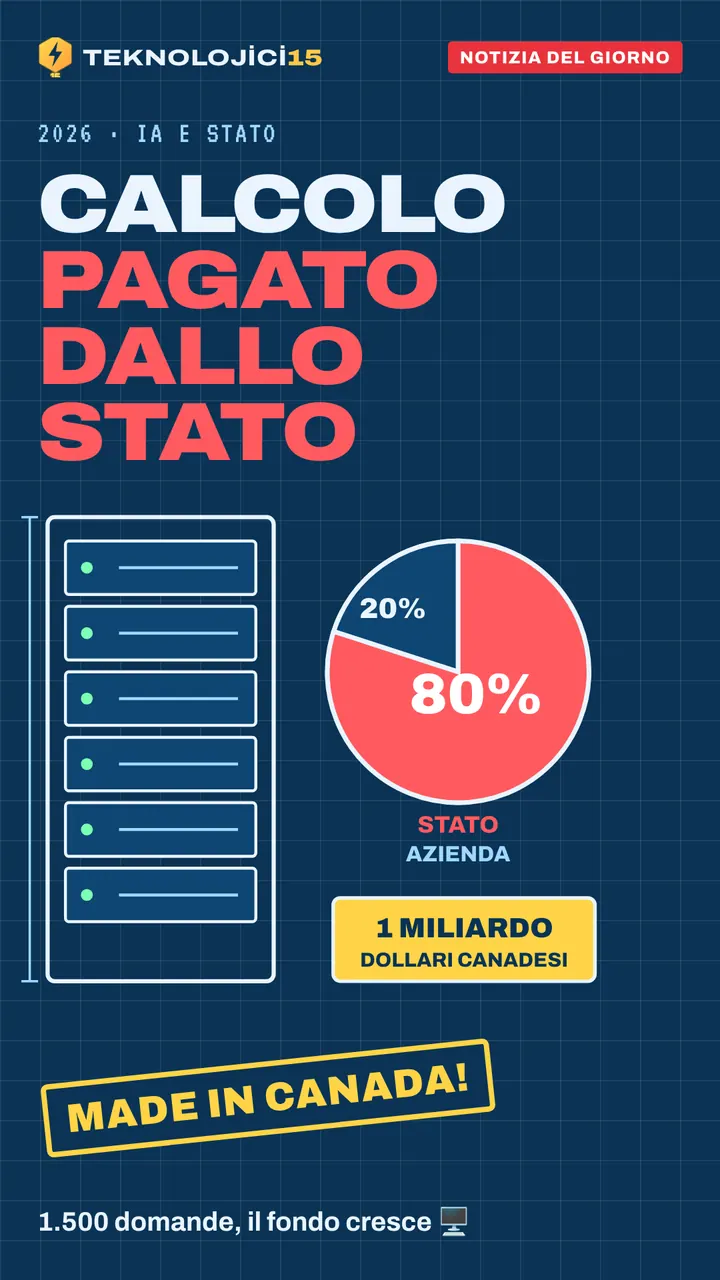 TEKNOLOJİCİ15
NOTIZIA DEL GIORNO
2026 · IA E STATO
CALCOLO
PAGATO
DALLO
STATO
20%
80%
STATO
AZIENDA
1 MILIARDO
DOLLARI CANADESI
MADE IN CANADA!
1.500 domande, il fondo cresce 🖥️